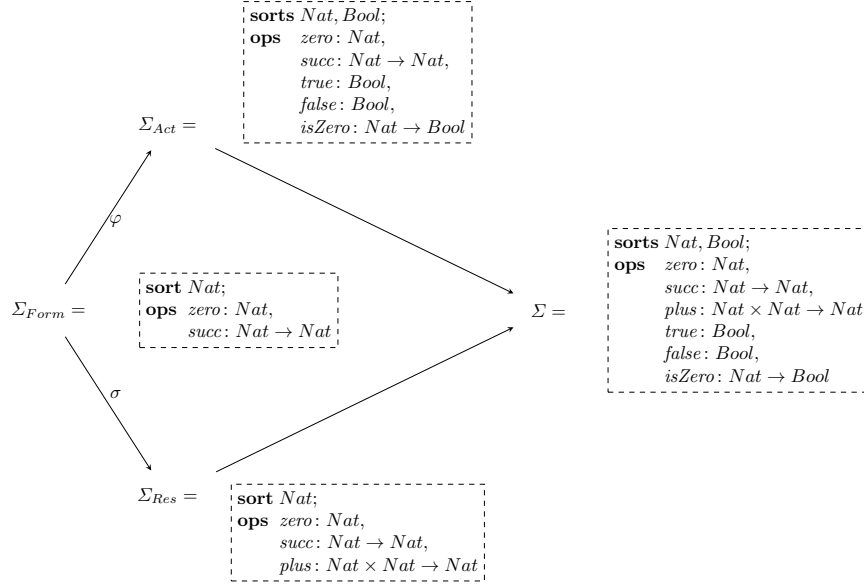 sorts Nat, Bool;
ops zero: Nat,
succ: Nat → Nat,
true: Bool,
false: Bool,
isZero: Nat → Bool
Σ_Act =
φ
Σ_Form =
sort Nat;
ops zero: Nat,
succ: Nat → Nat
σ
Σ_Res =
sort Nat;
ops zero: Nat,
succ: Nat → Nat,
plus: Nat × Nat → Nat
Σ =
sorts Nat, Bool;
ops zero: Nat,
succ: Nat → Nat,
plus: Nat × Nat → Nat
true: Bool,
false: Bool,
isZero: Nat → Bool